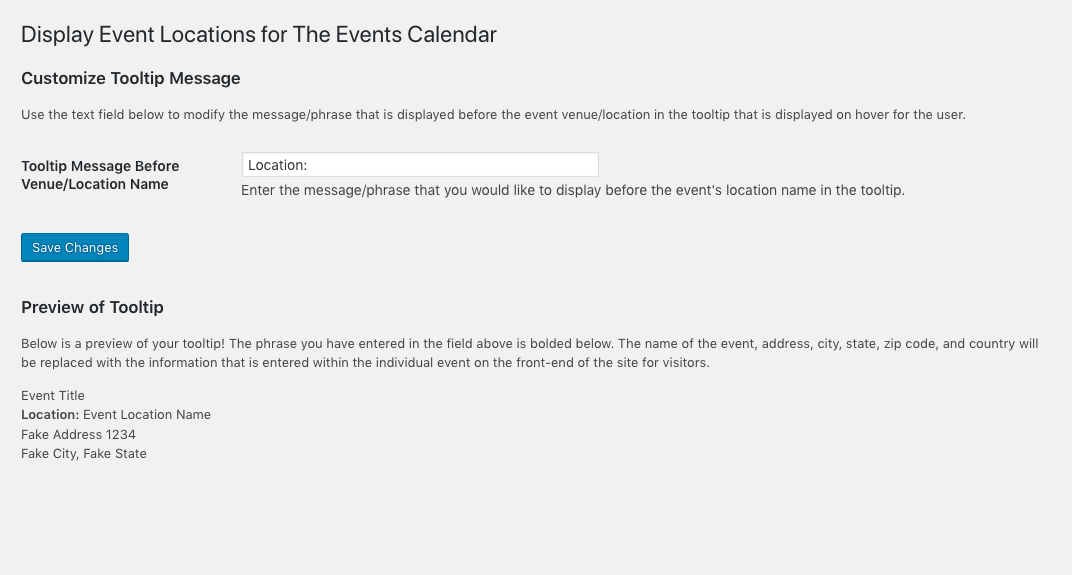 Display Event Locations for The Events Calendar
Customize Tooltip Message
Use the text field below to modify the message/phrase that is displayed before the event venue/location in the tooltip that is displayed on hover for the user.
Tooltip Message Before
Venue/Location Name
Location:
Enter the message/phrase that you would like to display before the event's location name in the tooltip.
Save Changes
Preview of Tooltip
Below is a preview of your tooltip! The phrase you have entered in the field above is bolded below. The name of the event, address, city, state, zip code, and country will
be replaced with the information that is entered within the individual event on the front-end of the site for visitors.
Event Title
Location: Event Location Name
Fake Address 1234
Fake City, Fake State